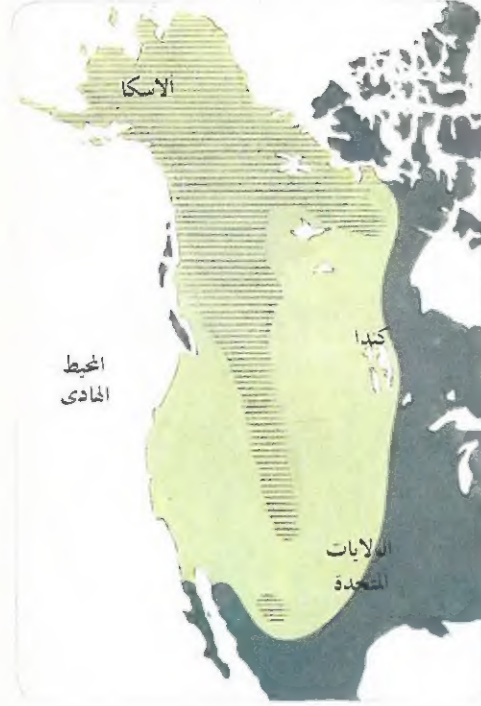 الاسكا
كندا
المحيط
الهادى
الولايات
المتحدة